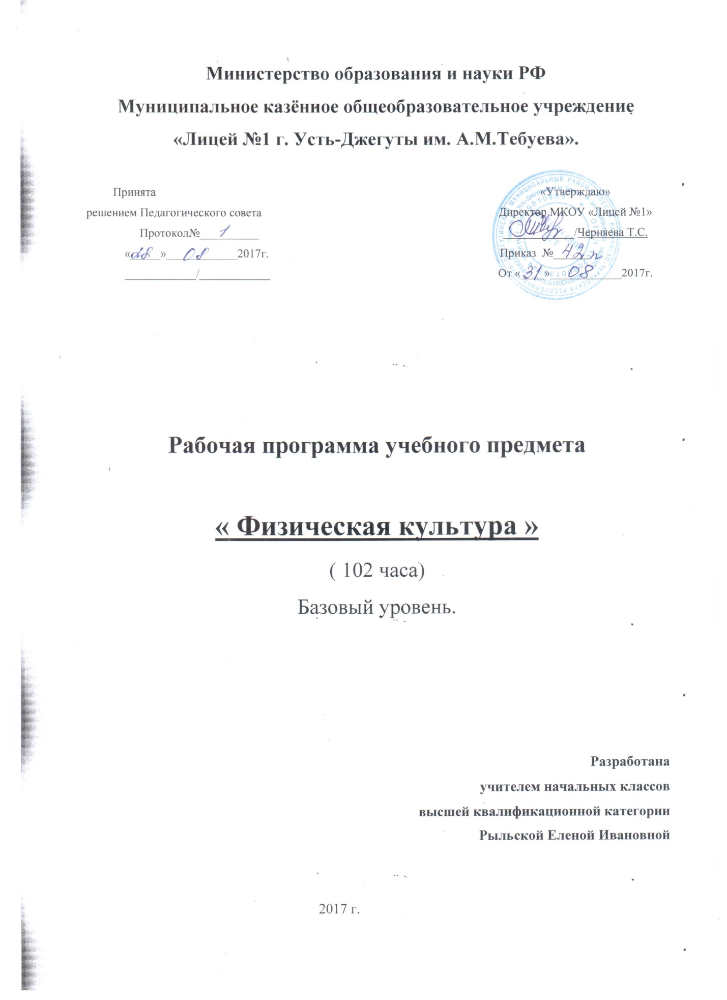 Министерство образования и науки РФ
Муниципальное казённое общеобразовательное учреждение
«Лицей №1 г. Усть-Джегуты им. А.М.Тебуева».
Принята
решением Педагогического совета
Протокол№ 1
«28» 08 2017г.
/
«Утверждаю»
Директор МКОУ «Лицей №1»
/Черняева Т.С.
Приказ № 42п
От «31» 08 2017г.
Рабочая программа учебного предмета
« Физическая культура »
( 102 часа)
Базовый уровень.
Разработана
учителем начальных классов
высшей квалификационной категории
Рыльской Еленой Ивановной
2017 г.